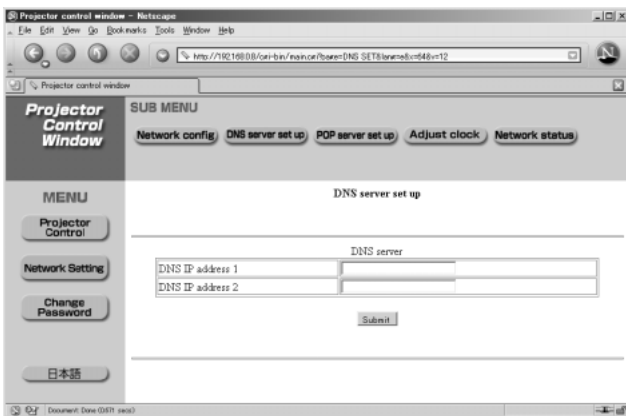 Projector control window - Netscape
File Edit View Go Bookmarks Tools Window Help
Projector control window
Projector
Control
Window
SUB MENU
Network config DNS server set up POP server set up Adjust clock Network status
MENU
DNS server set up
Projector
Control
DNS server
Network Setting
DNS IP address 1
DNS IP address 2
Change
Password
Submit
日本語
Document: Done